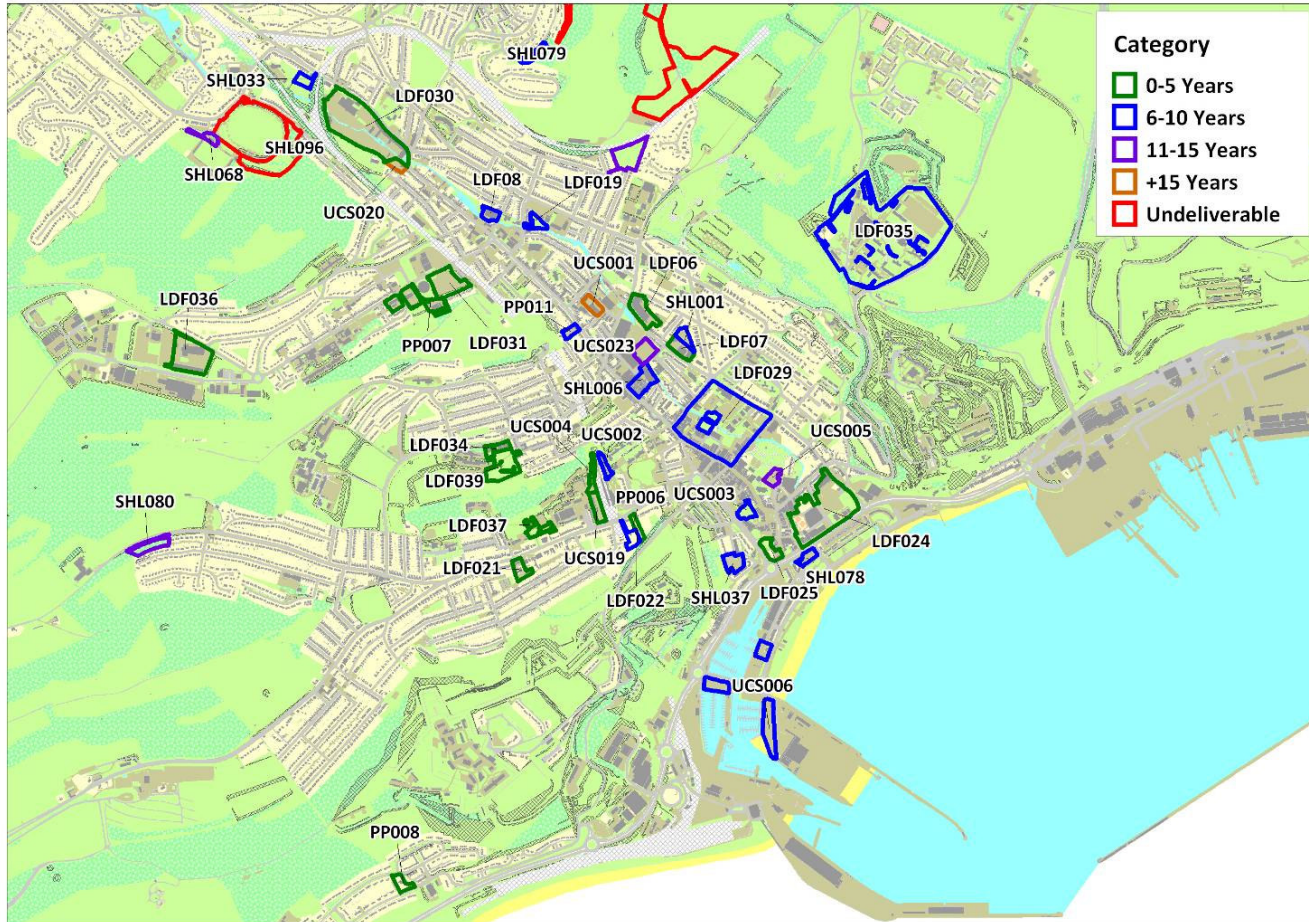 Category
0-5 Years
6-10 Years
11-15 Years
+15 Years
Undeliverable
SHL079
SHL033
LDF030
SHL096
SHL068
LDF08
LDF019
UCS020
LDF035
UCS001
LDF06
SHL001
PP011
LDF036
UCS023
LDF07
PP007
LDF031
LDF029
SHL006
UCS004
UCS002
UCS005
LDF034
LDF039
SHL080
PP006
UCS003
LDF037
LDF024
UCS019
LDF021
SHL078
LDF022
SHL037
LDF025
UCS006
PP008